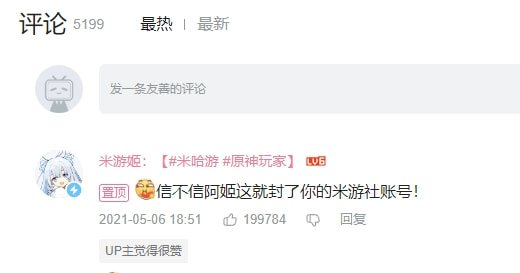 评论 5199 最热 最新
发一条友善的评论
米游姬：【#米哈游 #原神玩家】 LV6
置顶 信不信阿姬这就封了你的米游社账号！
2021-05-06 18:51 199784 回复
UP主觉得很赞